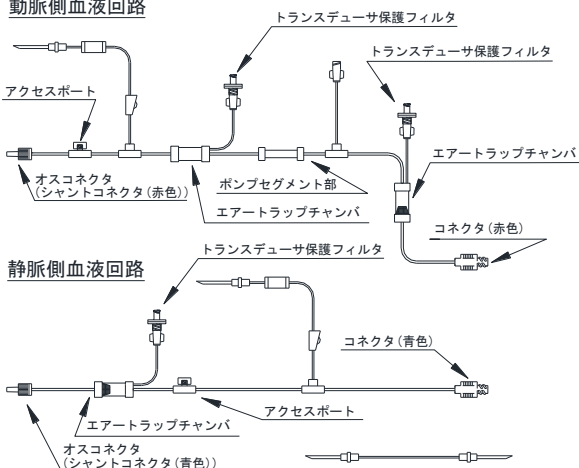 動脈側血液回路
トランスデューサ保護フィルタ
トランスデューサ保護フィルタ
アクセスポート
エアートラップチャンバ
オスコネクタ
(シャントコネクタ(赤色))
ポンプセグメント部
エアートラップチャンバ
コネクタ(赤色)
静脈側血液回路
トランスデューサ保護フィルタ
コネクタ(青色)
アクセスポート
エアートラップチャンバ
オスコネクタ
(シャントコネクタ(青色))